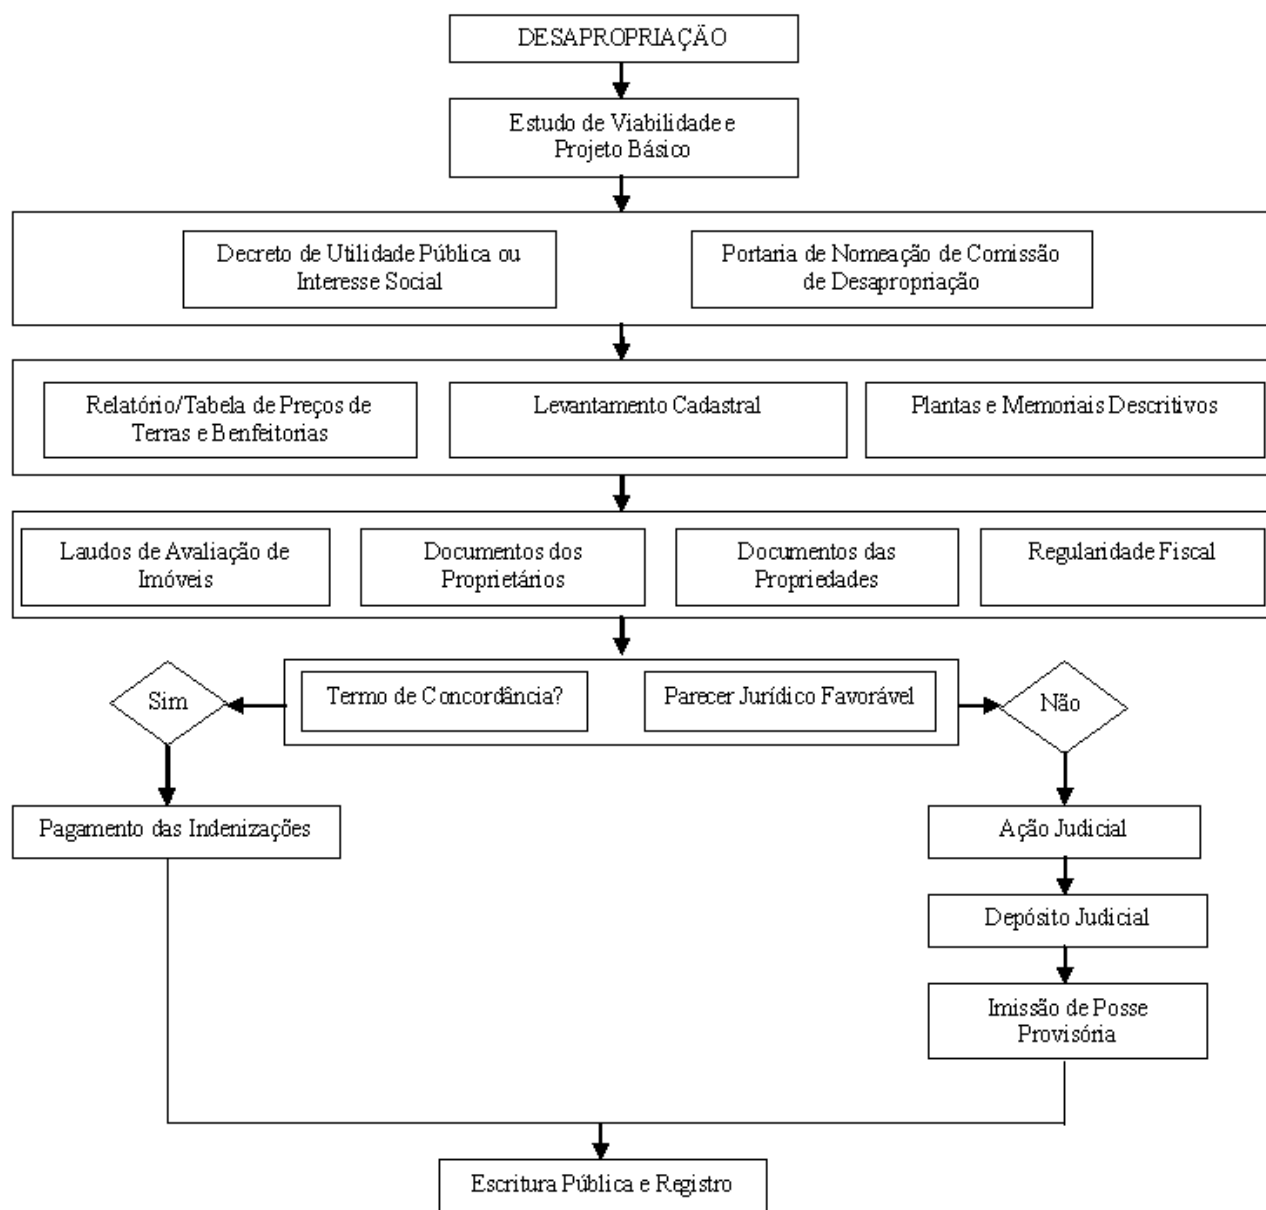 DESAPROPRIAÇÃO
Estudo de Viabilidade e
Projeto Básico
Decreto de Utilidade Pública ou
Interesse Social
Portaria de Nomeação de Comissão
de Desapropriação
Relatório/Tabela de Preços de
Terras e Benfeitorias
Levantamento Cadastral
Plantas e Memoriais Descritivos
Laudos de Avaliação de
Imóveis
Documentos dos
Proprietários
Documentos das
Propriedades
Regularidade Fiscal
Sim
Termo de Concordância?
Parecer Jurídico Favorável
Não
Pagamento das Indenizações
Ação Judicial
Depósito Judicial
Imissão de Posse
Provisória
Escritura Pública e Registro